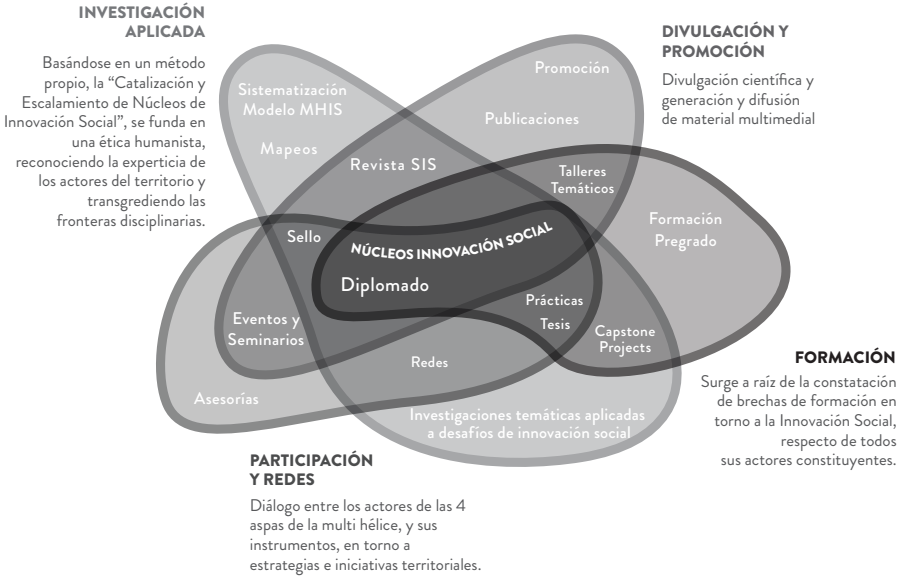 INVESTIGACIÓN
APLICADA
Basándose en un método
propio, la “Catalización y
Escalamiento de Núcleos de
Innovación Social”, se funda en
una ética humanista,
reconociendo la experticia de
los actores del territorio y
transgrediendo las
fronteras disciplinarias.
DIVULGACIÓN Y
PROMOCIÓN
Divulgación científica y
generación y difusión
de material multimedial
Sistematización
Modelo MHIS
Mapeos
Promoción
Publicaciones
Revista SIS
Talleres
Temáticos
Formación
Pregrado
Sello
NÚCLEOS INNOVACIÓN SOCIAL
Diplomado
Prácticas
Tesis
Eventos y
Seminarios
Capstone
Projects
Redes
Asesorías
Investigaciones temáticas aplicadas
a desafíos de innovación social
FORMACIÓN
Surge a raíz de la constatación
de brechas de formación en
torno a la Innovación Social,
respecto de todos
sus actores constituyentes.
PARTICIPACIÓN
Y REDES
Diálogo entre los actores de las 4
aspas de la multi hélice, y sus
instrumentos, en torno a
estrategias e iniciativas territoriales.